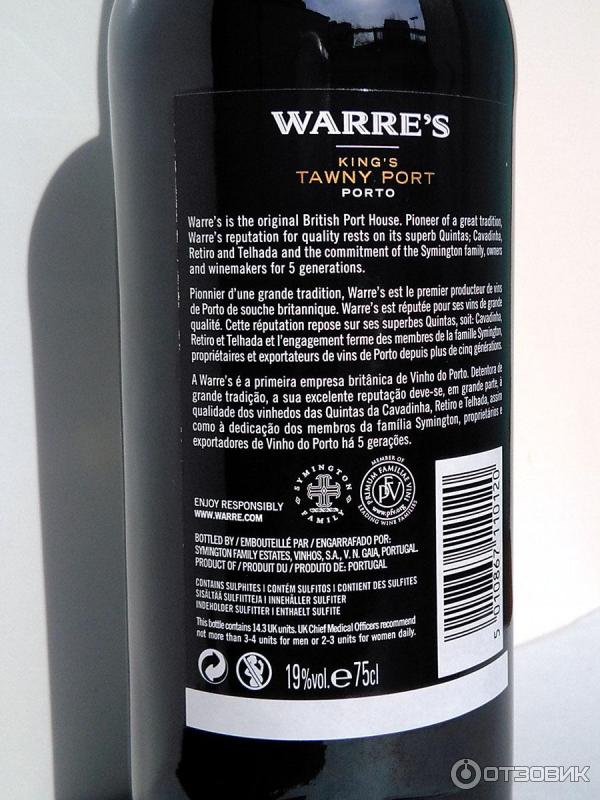 WARRE'S
KING'S
TAWNY PORT
PORTO
Warre's is the original British Port House. Pioneer of a great tradition,
Warre's reputation for quality rests on its superb Quintas; Cavadinha,
Retiro and Telhada and the commitment of the Symington family, owners
and winemakers for 5 generations.
Pionnier d'une grande tradition, Warre's est le premier producteur de vins
de Porto de souche britannique. Warre's est réputée pour ses vins de grande
qualité. Cette réputation repose sur ses superbes Quintas, soit: Cavadinha,
Retiro et Telhada et l'engagement ferme des membres de la famille Symington,
propriétaires et exportateurs de vins de Porto depuis plus de cinq générations.
A Warre's é a primeira empresa britânica de Vinho do Porto. Detentora de
grande tradição, a sua excelente reputação deve-se, em grande parte, à
qualidade dos vinhedos das Quintas da Cavadinha, Retiro e Telhada, assim
como à dedicação dos membros da família Symington, proprietários e
exportadores de Vinho do Porto há 5 gerações.
ENJOY RESPONSIBLY
WWW.WARRE.COM
SYMINGTON
FAMILY
MEMBER OF
PRIMUM FAMILIAE VINI
PFV
www.pfv.org
LEADING WINE FAMILIES
BOTTLED BY / EMBOUTEILLÉ PAR / ENGARRAFADO POR:
SYMINGTON FAMILY ESTATES, VINHOS, S.A., V. N. GAIA, PORTUGAL.
PRODUCT OF / PRODUIT DU / PRODUTO DE: PORTUGAL
CONTAINS SULPHITES I CONTÉM SULFITOS I CONTIENT DES SULFITES
SISÄLTÄÄ SULFIITTEJA I INNEHÅLLER SULFITER
INDEHOLDER SULFITTER I ENTHAELT SULFITE
This bottle contains 14.3 UK units. UK Chief Medical Officers recommend
not more than 3-4 units for men or 2-3 units for women daily.
19%vol. e 75cl
5 010867 110120
ОТЗОВИК